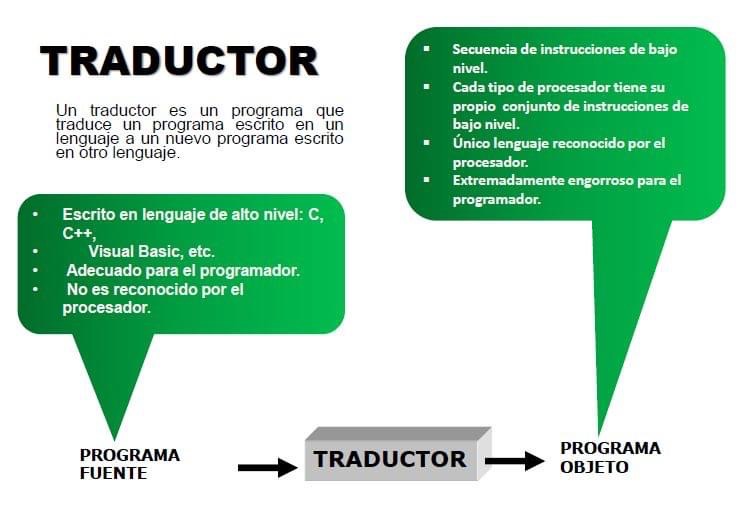 TRADUCTOR
Un traductor es un programa que
traduce un programa escrito en un
lenguaje a un nuevo programa escrito
en otro lenguaje.
• Escrito en lenguaje de alto nivel: C,
C++,
• Visual Basic, etc.
• Adecuado para el programador.
• No es reconocido por el
procesador.
▪ Secuencia de instrucciones de bajo
nivel.
▪ Cada tipo de procesador tiene su
propio conjunto de instrucciones de
bajo nivel.
▪ Único lenguaje reconocido por el
procesador.
▪ Extremadamente engorroso para el
programador.
PROGRAMA
FUENTE
TRADUCTOR
PROGRAMA
OBJETO